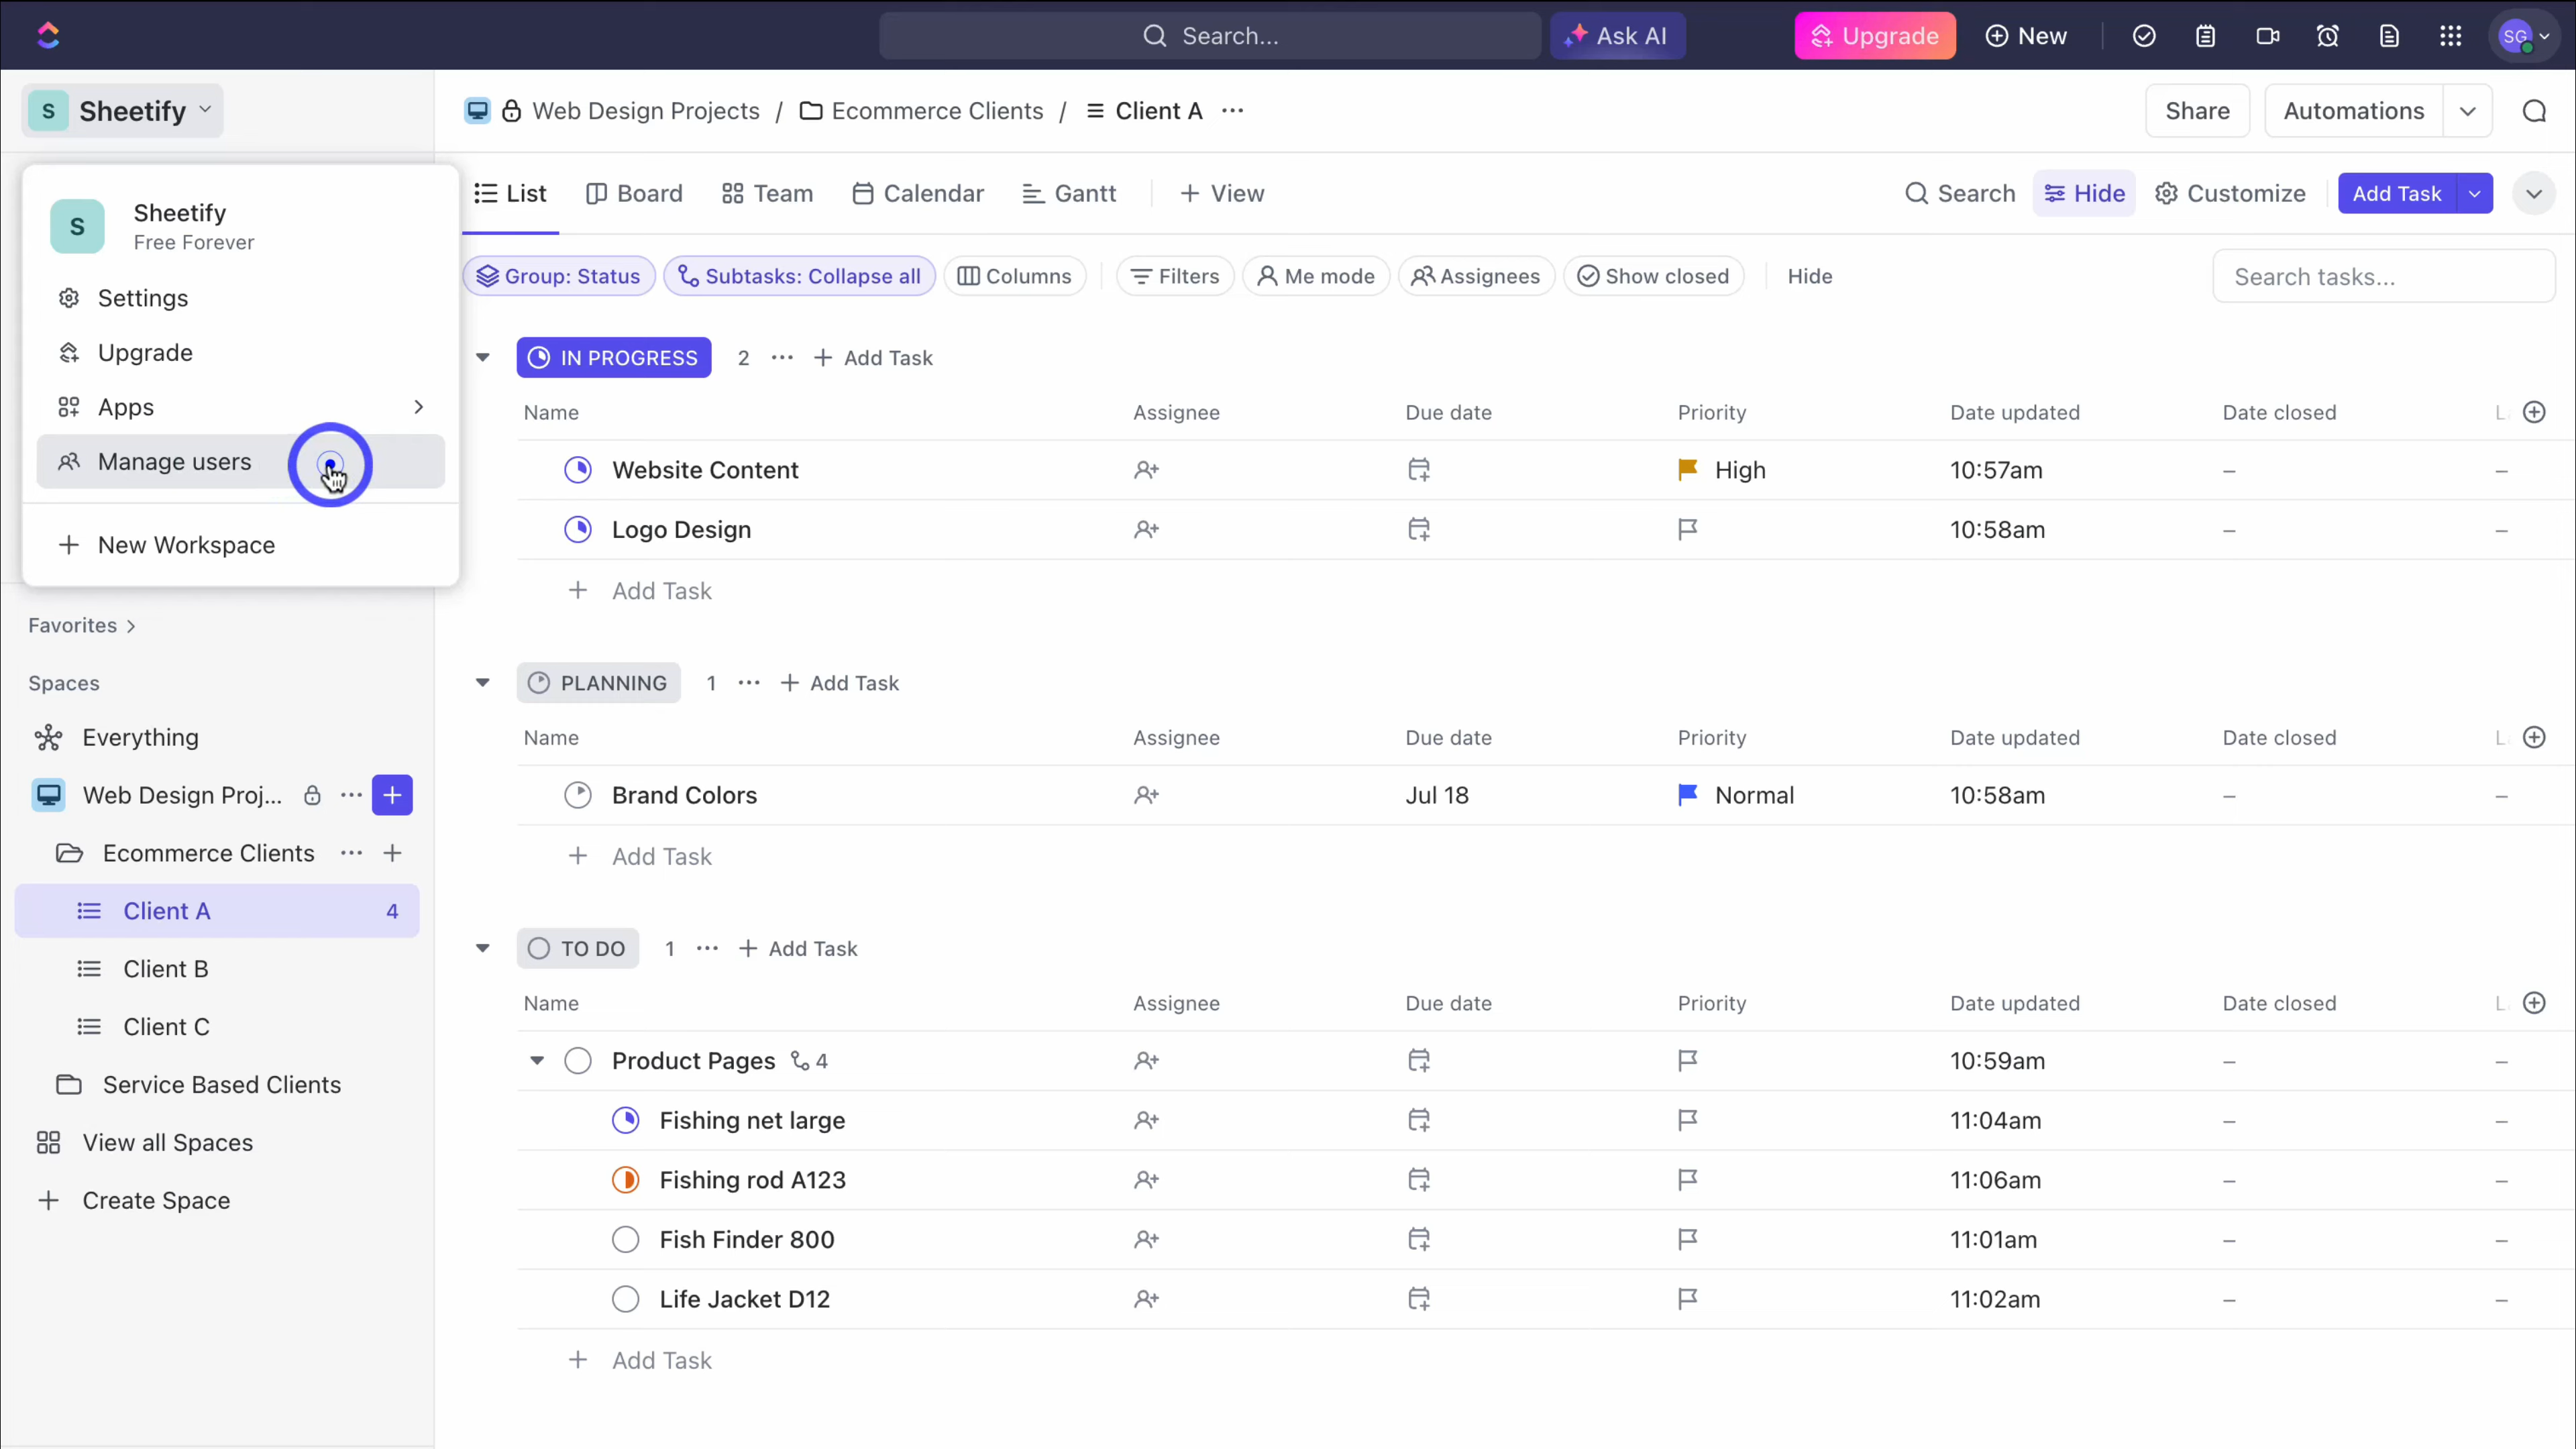 Search...
Ask AI
Upgrade
New
SG
S Sheetify
Web Design Projects / Ecommerce Clients / Client A ...
Share
Automations
S
Sheetify
Free Forever
Settings
Upgrade
Apps
Manage users
New Workspace
List
Board
Team
Calendar
Gantt
+ View
Search
Hide
Customize
Add Task
Group: Status
Subtasks: Collapse all
Columns
Filters
Me mode
Assignees
Show closed
Hide
Search tasks...
Favorites
Spaces
Everything
Web Design Proj...
Ecommerce Clients
Client A 4
Client B
Client C
Service Based Clients
View all Spaces
+ Create Space
IN PROGRESS 2 ... + Add Task
Name Assignee Due date Priority Date updated Date closed
Website Content High 10:57am – –
Logo Design 10:58am – –
+ Add Task
PLANNING 1 ... + Add Task
Name Assignee Due date Priority Date updated Date closed
Brand Colors Jul 18 Normal 10:58am – –
+ Add Task
TO DO 1 ... + Add Task
Name Assignee Due date Priority Date updated Date closed
Product Pages 4 10:59am – –
Fishing net large 11:04am – –
Fishing rod A123 11:06am – –
Fish Finder 800 11:01am – –
Life Jacket D12 11:02am – –
+ Add Task